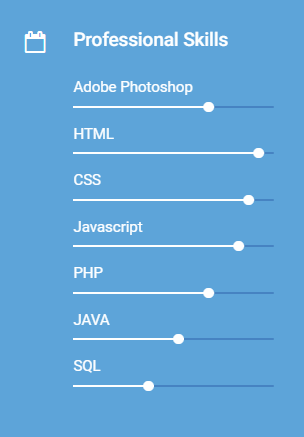 Professional Skills
Adobe Photoshop
HTML
CSS
Javascript
PHP
JAVA
SQL